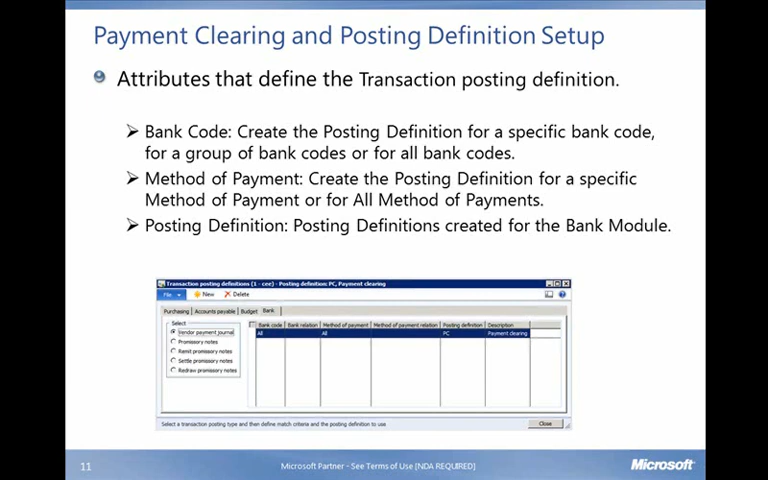 Payment Clearing and Posting Definition Setup
Attributes that define the Transaction posting definition.
Bank Code: Create the Posting Definition for a specific bank code,
for a group of bank codes or for all bank codes.
Method of Payment: Create the Posting Definition for a specific
Method of Payment or for All Method of Payments.
Posting Definition: Posting Definitions created for the Bank Module.
Transaction posting definitions (1 - cee) - Posting definition: PC, Payment clearing
File New Delete
Purchasing Accounts payable Budget Bank
Select
Vendor payment journal
Promissory notes
Remit promissory notes
Settle promissory notes
Redraw promissory notes
Bank code Bank relation Method of payment Method of payment relation Posting definition Description
All All PC Payment clearing
Select a transaction posting type and then define match criteria and the posting definition to use.
Close
11
Microsoft Partner - See Terms of Use [NDA REQUIRED]
Microsoft